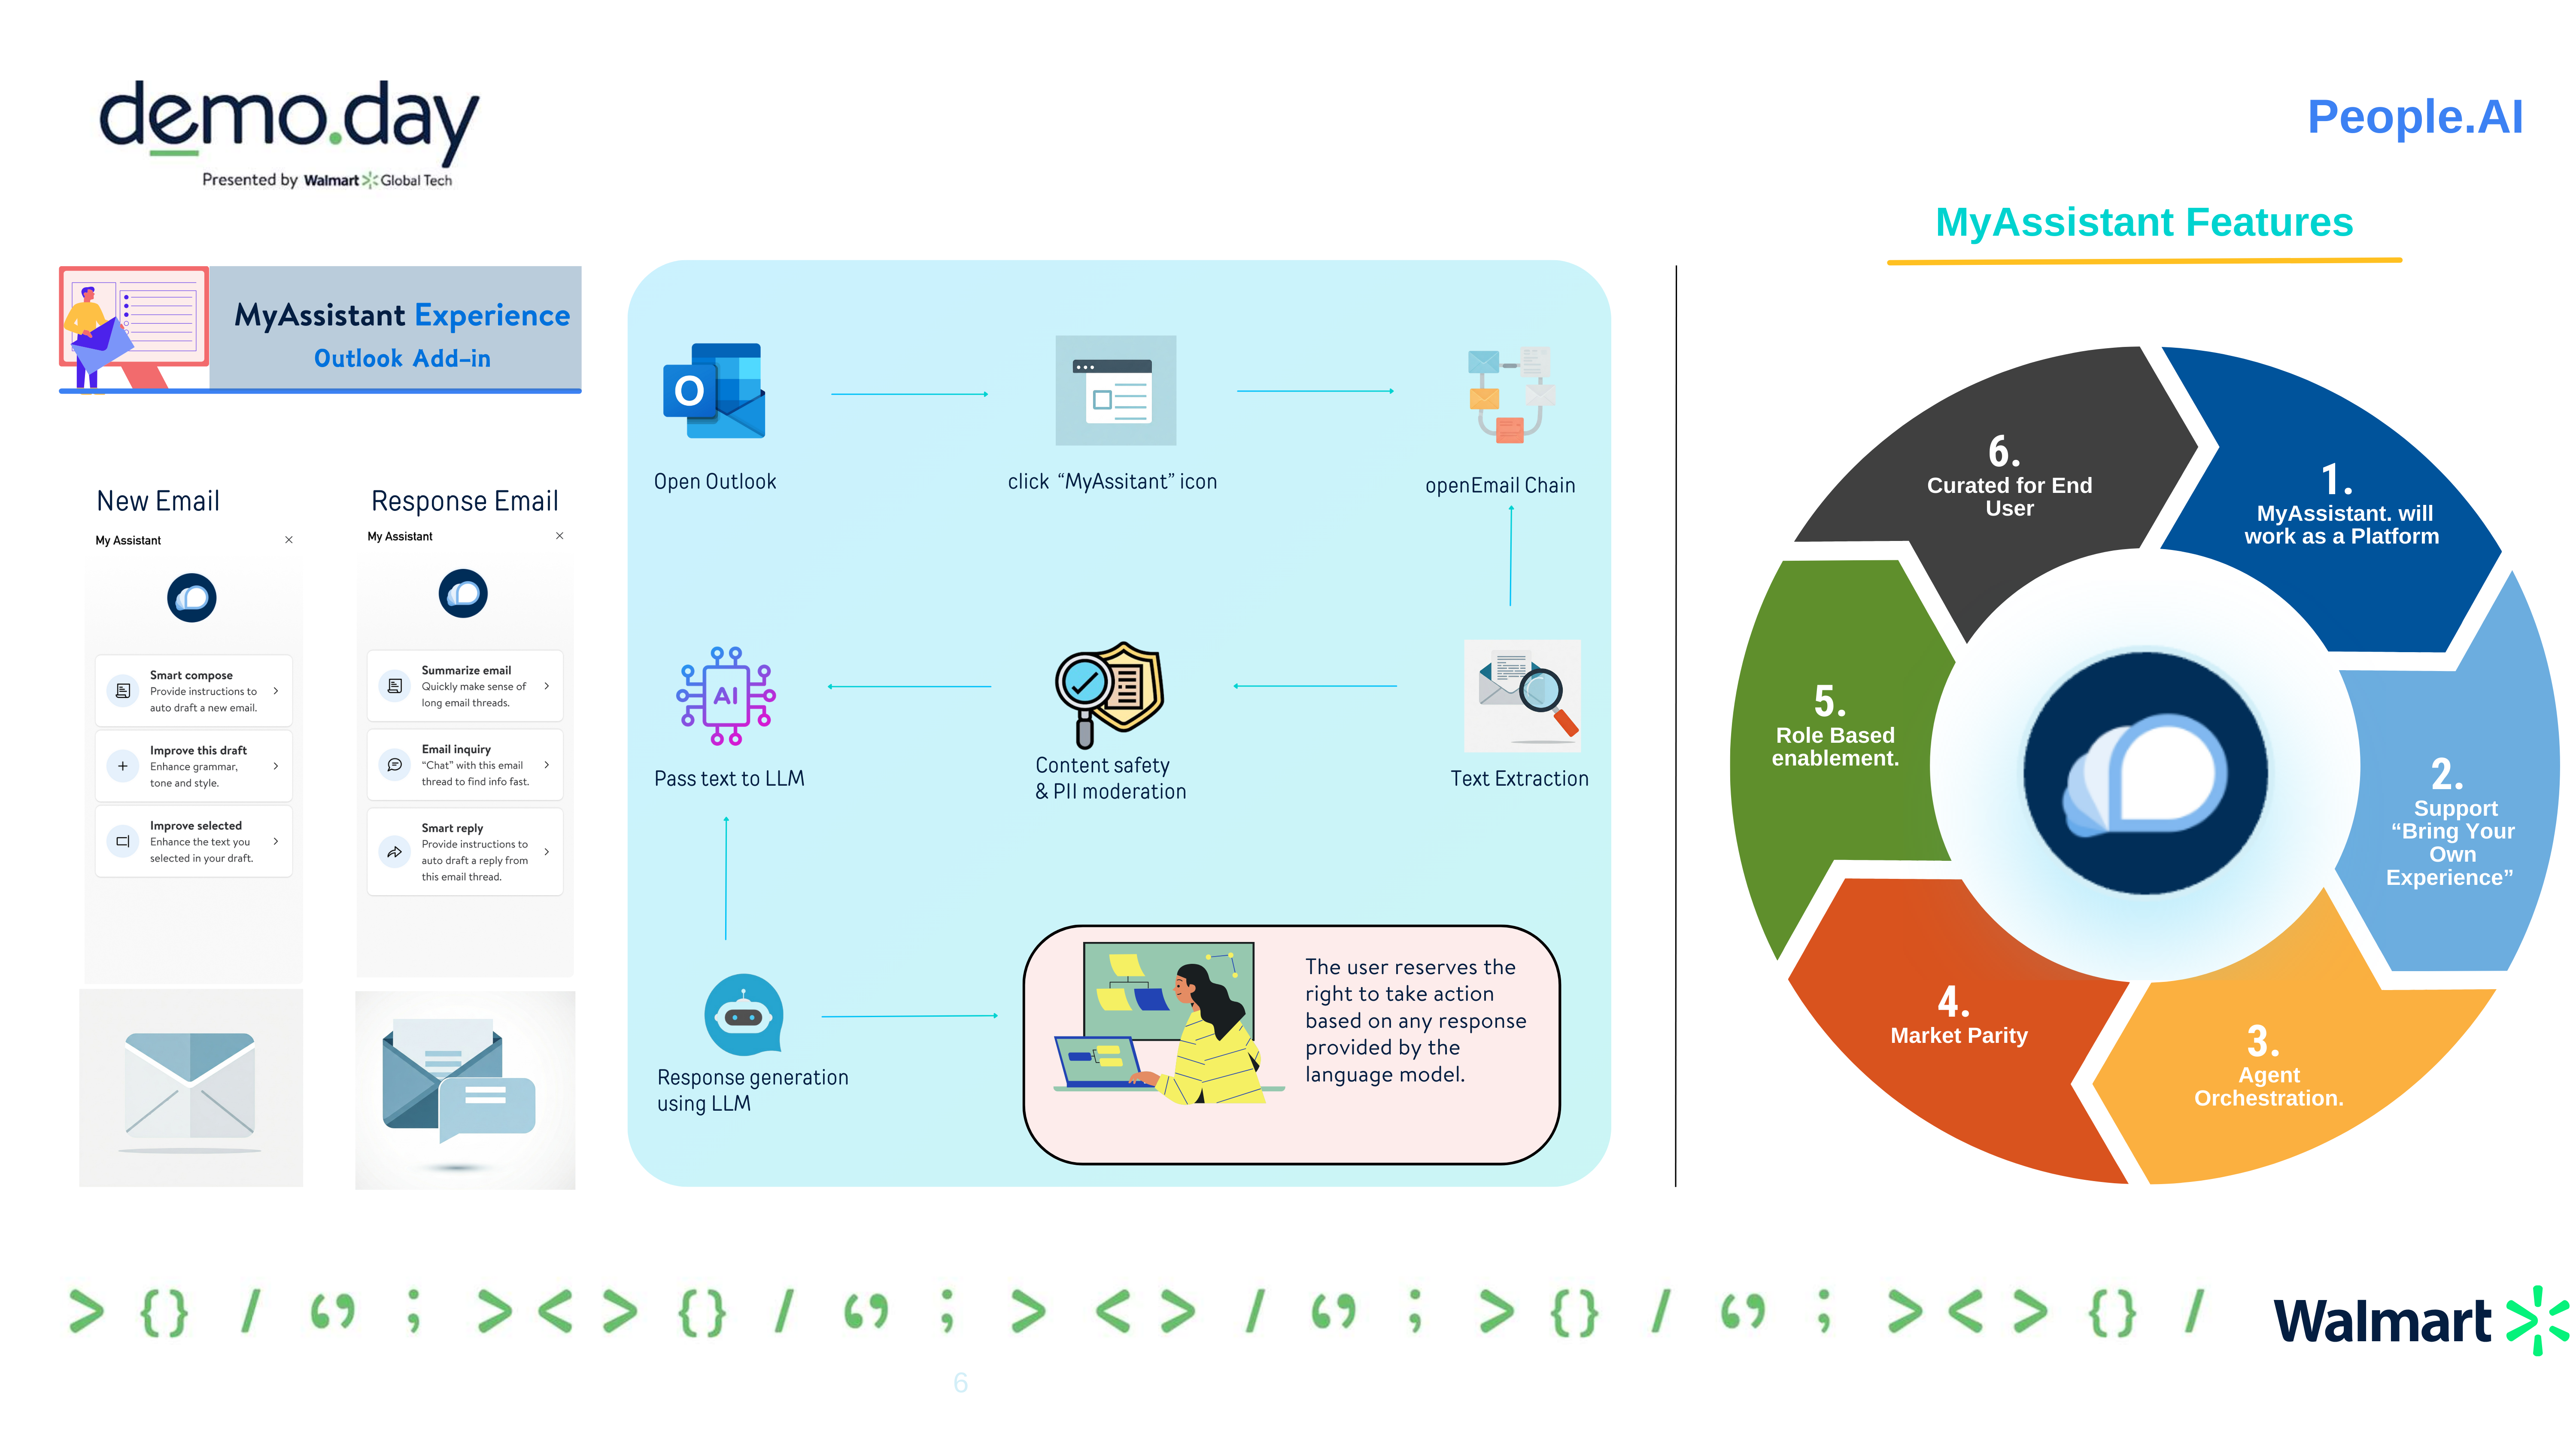 demo.day
Presented by Walmart Global Tech
People.AI
MyAssistant Experience
Outlook Add-in
New Email
My Assistant
Smart compose
Provide instructions to
auto draft a new email.
Improve this draft
Enhance grammar,
tone and style.
Improve selected
Enhance the text you
selected in your draft.
Response Email
My Assistant
Summarize email
Quickly make sense of
long email threads.
Email inquiry
“Chat” with this email
thread to find info fast.
Smart reply
Provide instructions to
auto draft a reply from
this email thread.
O
Open Outlook
click “MyAssitant” icon
openEmail Chain
AI
Pass text to LLM
Content safety
& PII moderation
Text Extraction
Response generation
using LLM
The user reserves the
right to take action
based on any response
provided by the
language model.
MyAssistant Features
1.
MyAssistant. will
work as a Platform
2.
Support
“Bring Your
Own
Experience”
3.
Agent
Orchestration.
4.
Market Parity
5.
Role Based
enablement.
6.
Curated for End
User
> {} / 69 ; > < > {} / 69 ; > < > / 69 ; > {} / 69 ; > < > {} /
Walmart
6